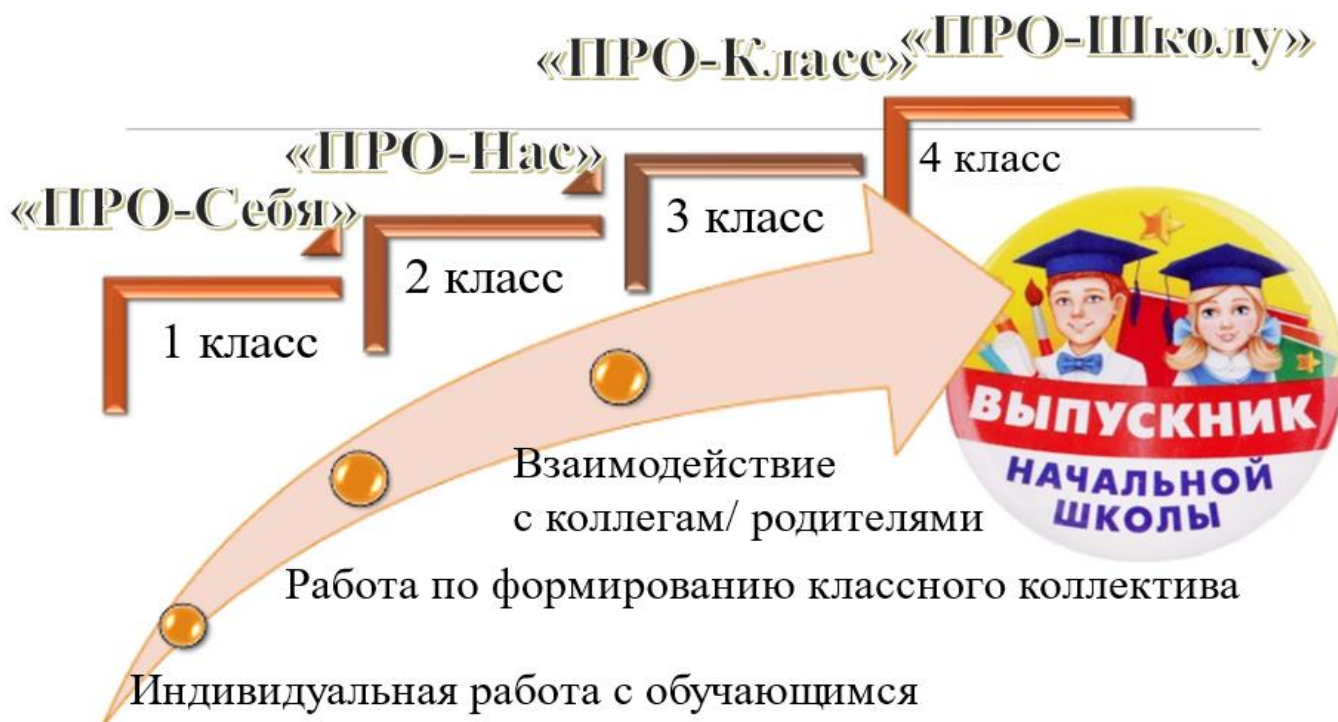 «ПРО-Школу»
«ПРО-Класс»
«ПРО-Нас»
«ПРО-Себя»
4 класс
3 класс
2 класс
1 класс
ВЫПУСКНИК
НАЧАЛЬНОЙ
ШКОЛЫ
Взаимодействие
с коллегам/ родителями
Работа по формированию классного коллектива
Индивидуальная работа с обучающимся